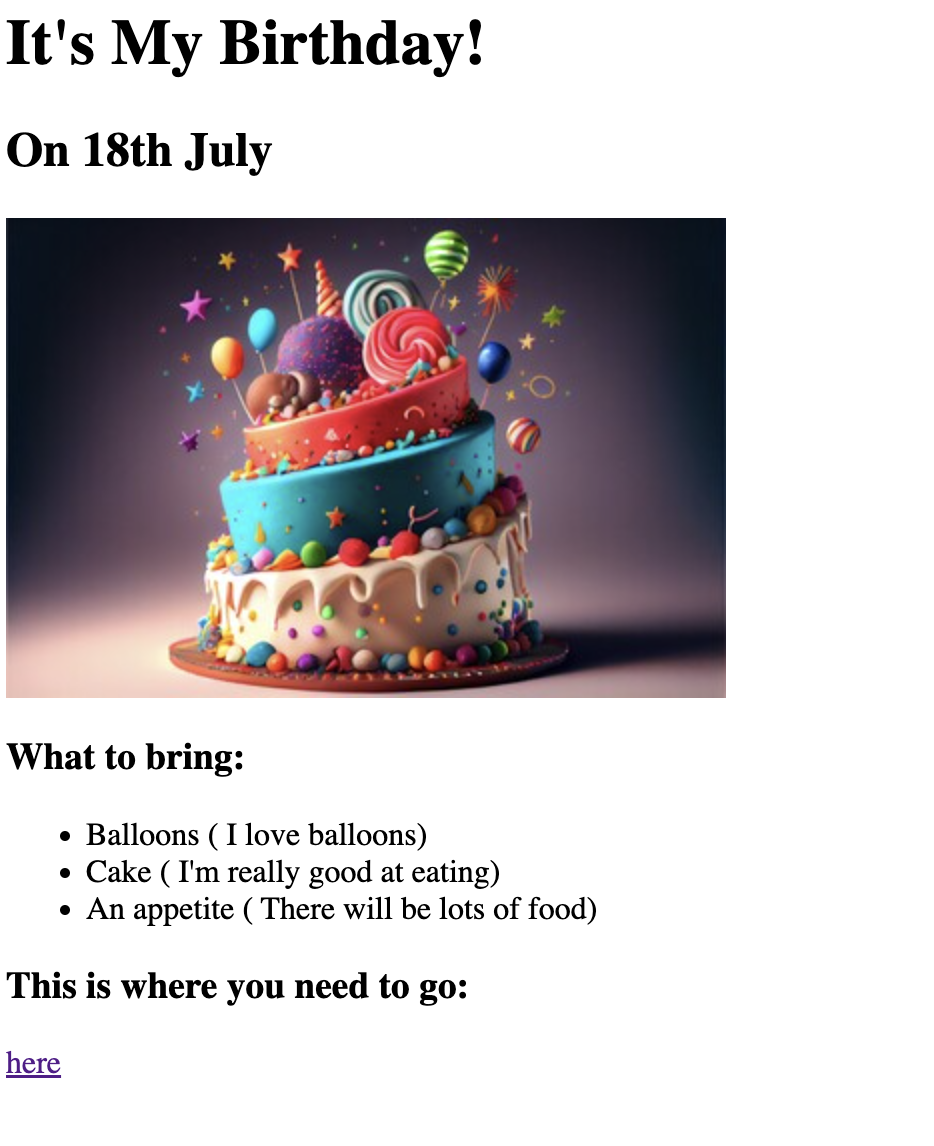 It's My Birthday!
On 18th July
What to bring:
Balloons ( I love balloons)
Cake ( I'm really good at eating)
An appetite ( There will be lots of food)
This is where you need to go:
here